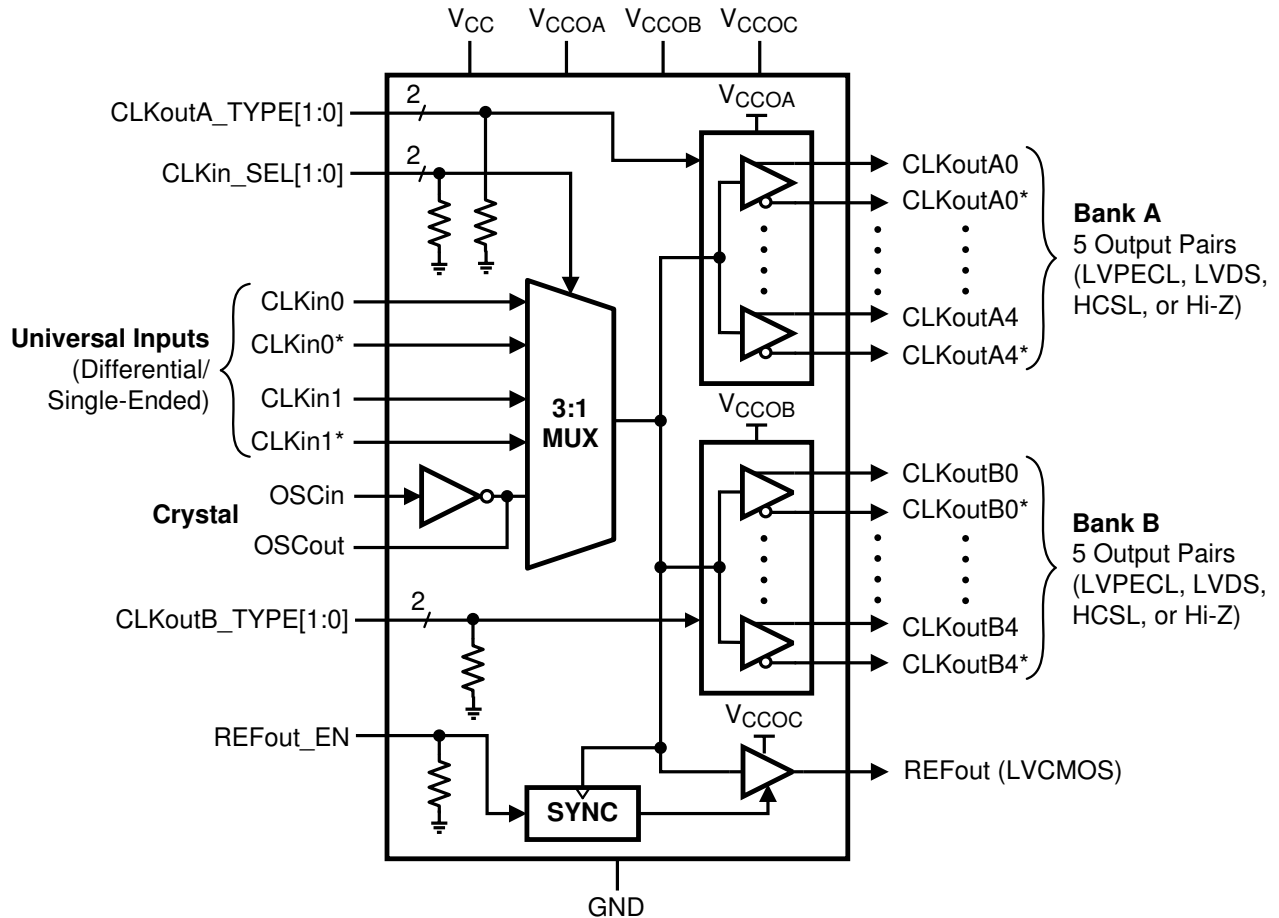 VCC
VCCOA
VCCOB
VCCOC
CLKoutA_TYPE[1:0]
2
CLKin_SEL[1:0]
2
VCCOA
CLKoutA0
CLKoutA0*
CLKoutA4
CLKoutA4*
Bank A
5 Output Pairs
(LVPECL, LVDS,
HCSL, or Hi-Z)
Universal Inputs
(Differential/
Single-Ended)
CLKin0
CLKin0*
CLKin1
CLKin1*
3:1
MUX
Crystal
OSCin
OSCout
VCCOB
CLKoutB0
CLKoutB0*
CLKoutB4
CLKoutB4*
Bank B
5 Output Pairs
(LVPECL, LVDS,
HCSL, or Hi-Z)
CLKoutB_TYPE[1:0]
2
REFout_EN
SYNC
VCCOC
REFout (LVCMOS)
GND